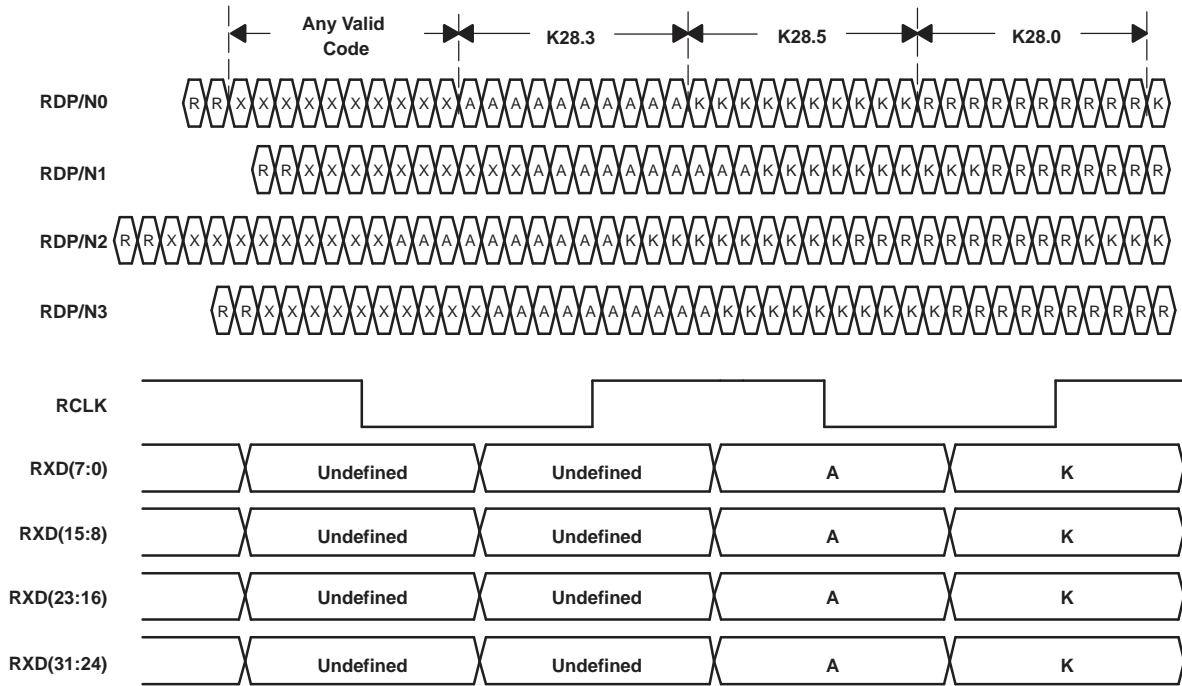 Any Valid
Code
K28.3
K28.5
K28.0
RDP/N0 R R X X X X X X X X X X A A A A A A A A A A K K K K K K K K K K R R R R R R R R R R K
RDP/N1 R R X X X X X X X X X X A A A A A A A A A A K K K K K K K K K K R R R R R R R R
RDP/N2 R R X X X X X X X X X X A A A A A A A A A A K K K K K K K K K K R R R R R R R R R R K K K K
RDP/N3 R R X X X X X X X X X X A A A A A A A A A A K K K K K K K K K K R R R R R R R R R R
RCLK
RXD(7:0) Undefined Undefined A K
RXD(15:8) Undefined Undefined A K
RXD(23:16) Undefined Undefined A K
RXD(31:24) Undefined Undefined A K